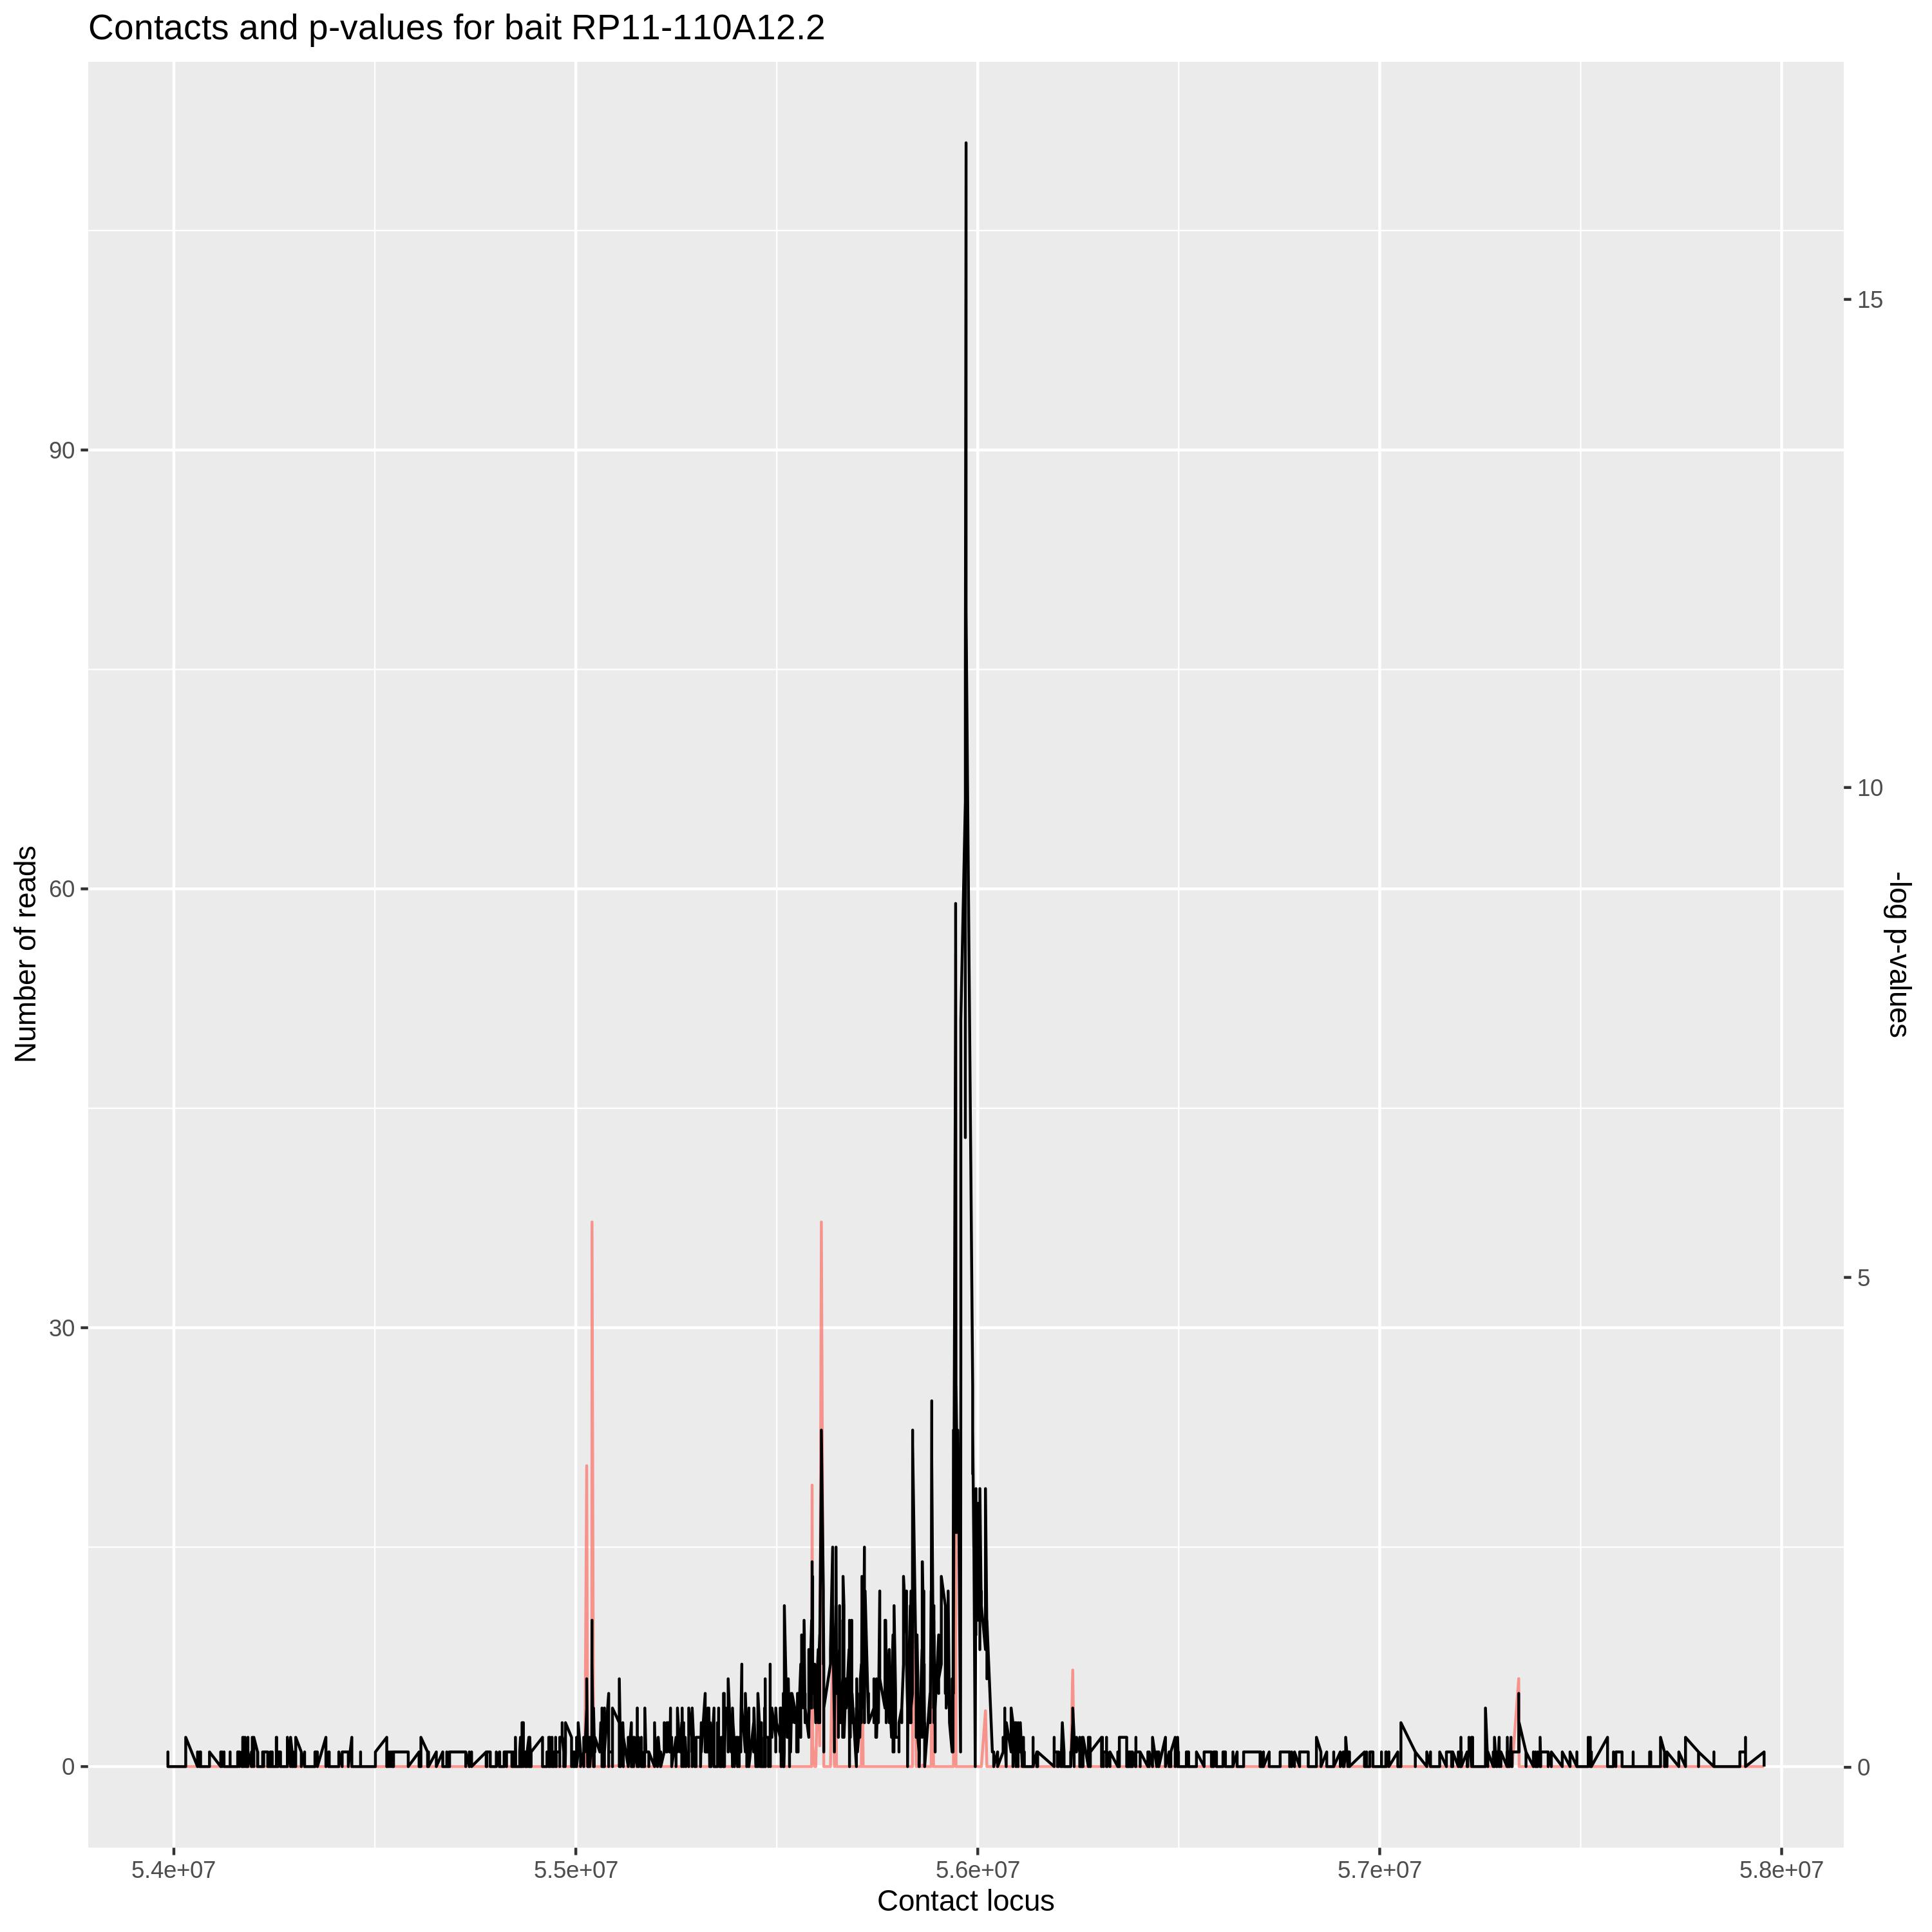 Contacts and p-values for bait RP11-110A12.2
Number of reads
90
60
30
0
15
10
5
0
-log p-values
5.4e+07
5.5e+07
5.6e+07
5.7e+07
5.8e+07
Contact locus